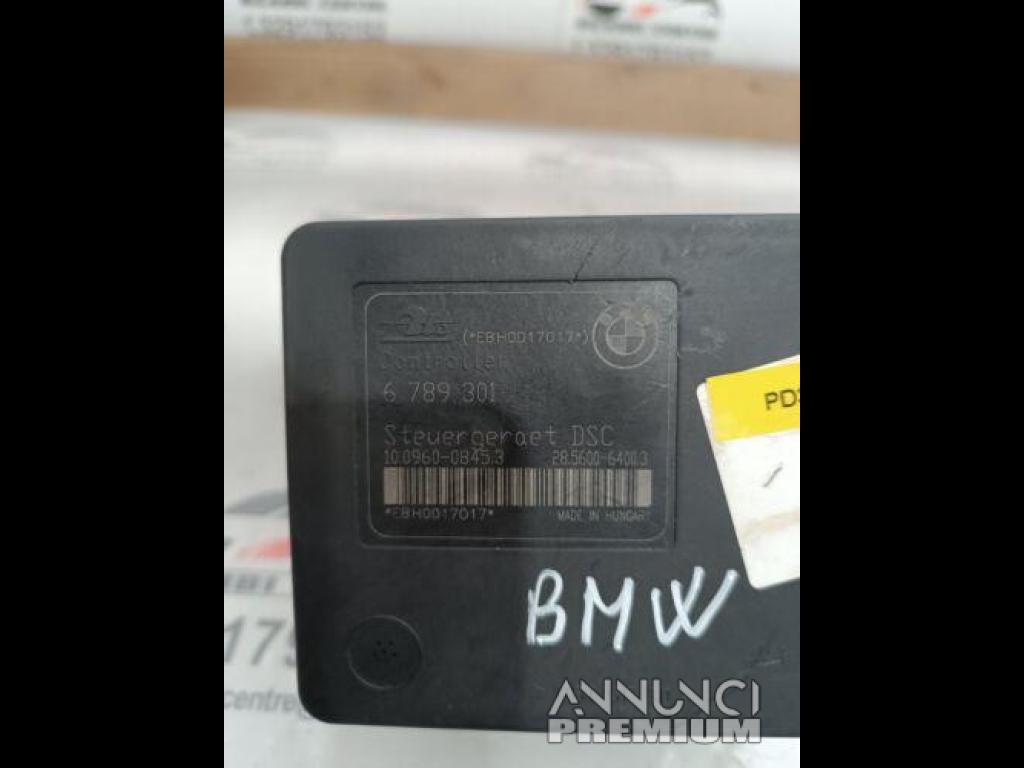 Ate (*EBH0017017*)
Controller
6 789 301
Steuergeraet DSC
10.0960-0845.3 28.5600-6400.3
*EBH0017017*
MADE IN HUNGARY
BMW
ANNUNCI
PREMIUM